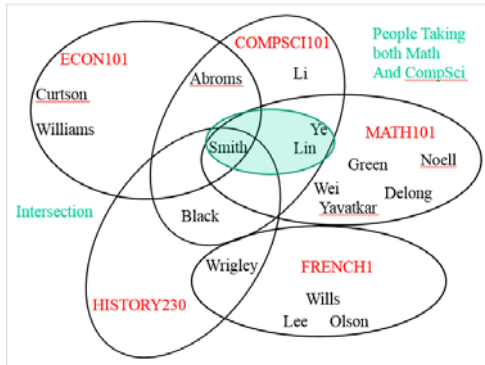 COMPSCI101
People Taking
both Math
And CompSci
ECON101
Abroms
Li
Curtson
Williams
Ye
MATH101
Smith
Lin
Noell
Green
Wei
Delong
Yavatkar
Intersection
Black
Wrigley
FRENCH1
HISTORY230
Wills
Lee Olson